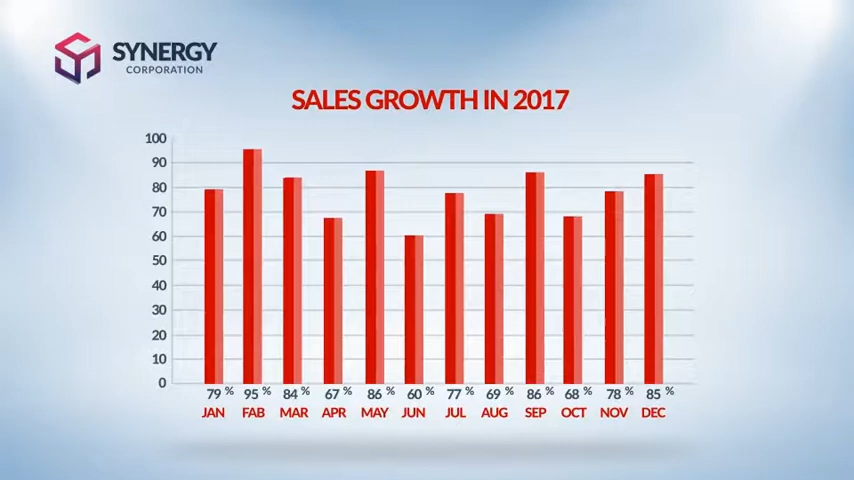 SYNERGY
CORPORATION
SALES GROWTH IN 2017
100
90
80
70
60
50
40
30
20
10
0
79 % 95 % 84 % 67 % 86 % 60 % 77 % 69 % 86 % 68 % 78 % 85 %
JAN FAB MAR APR MAY JUN JUL AUG SEP OCT NOV DEC